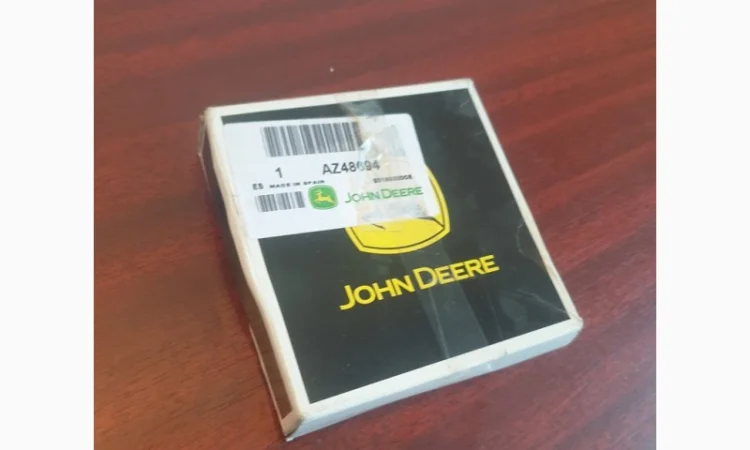 1 AZ48694
ES MADE IN SPAIN
JOHN DEERE
JOHN DEERE